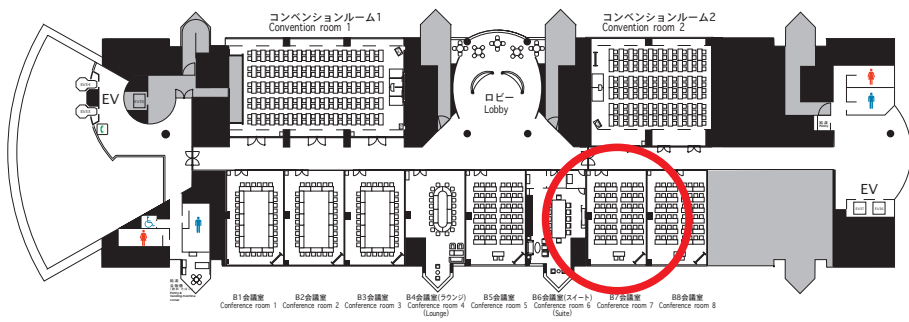 コンベンションルーム1
Convention room 1
コンベンションルーム2
Convention room 2
ロビー
Lobby
EV
EV
B1会議室
Conference room 1
B2会議室
Conference room 2
B3会議室
Conference room 3
B4会議室(ラウンジ)
Conference room 4
(Lounge)
B5会議室
Conference room 5
B6会議室(スイート)
Conference room 6
(Suite)
B7会議室
Conference room 7
B8会議室
Conference room 8